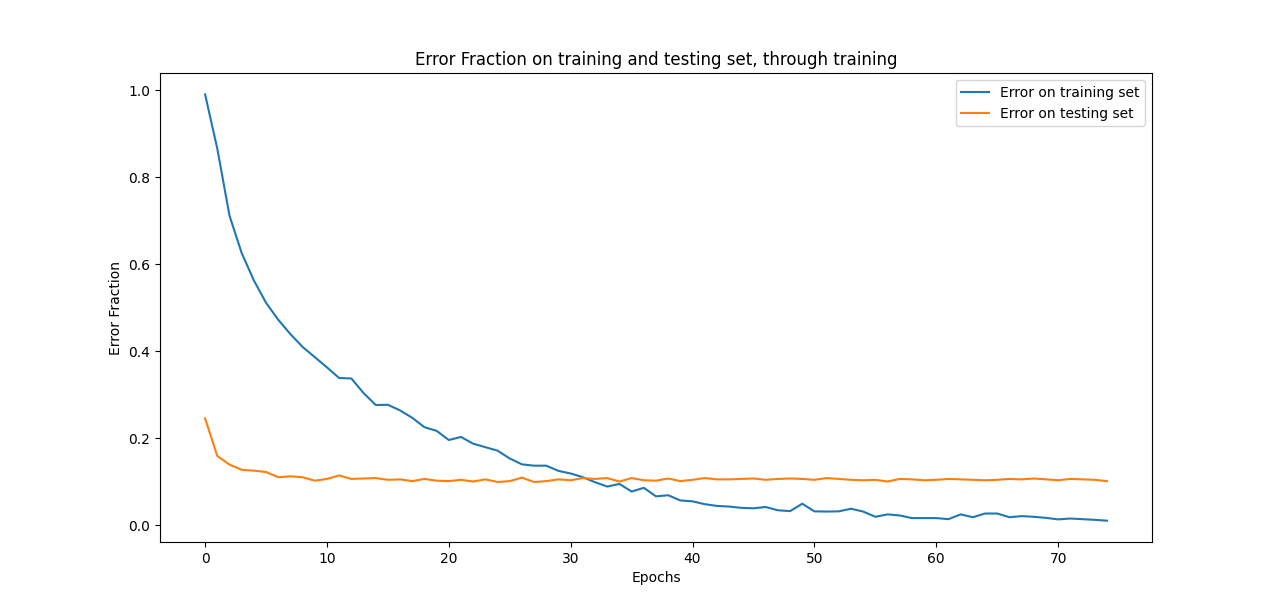 Error Fraction on training and testing set, through training
Error on training set
Error on testing set
Error Fraction
1.0
0.8
0.6
0.4
0.2
0.0
0 10 20 30 40 50 60 70
Epochs